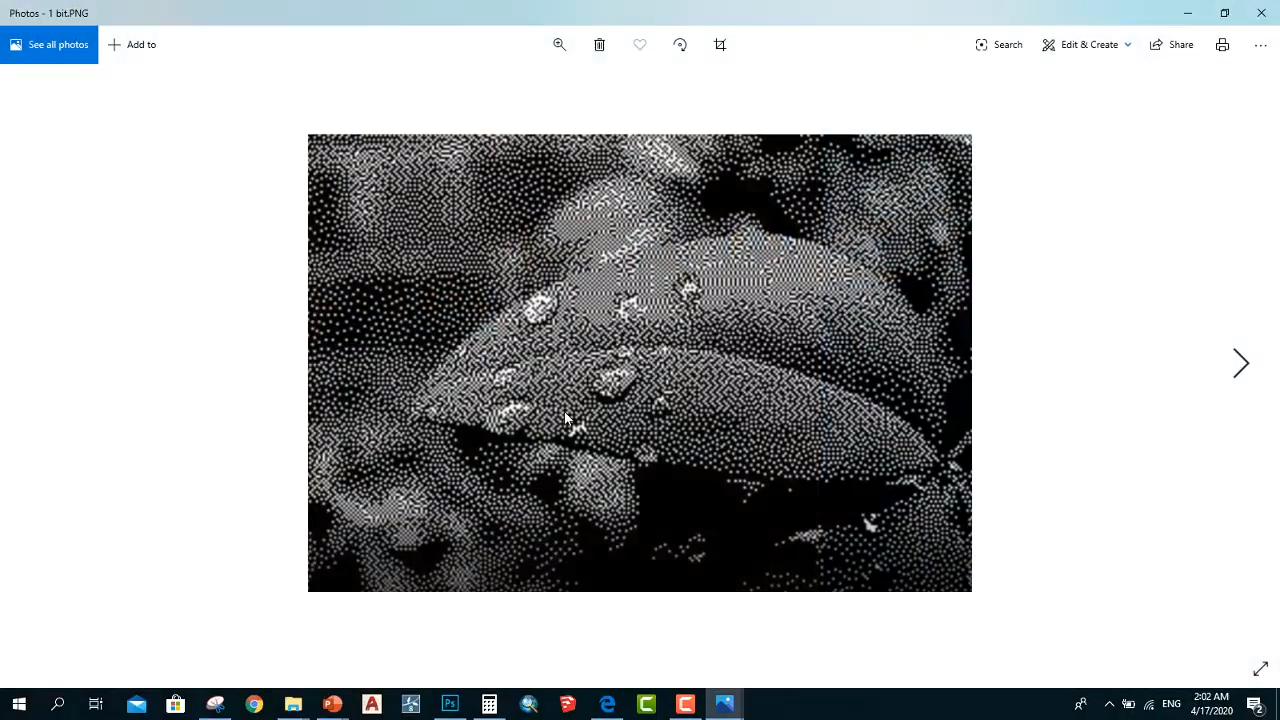 Photos - 1 bit.PNG
See all photos
Add to
Search
Edit & Create
Share
2:02 AM
ENG
4/17/2020
2